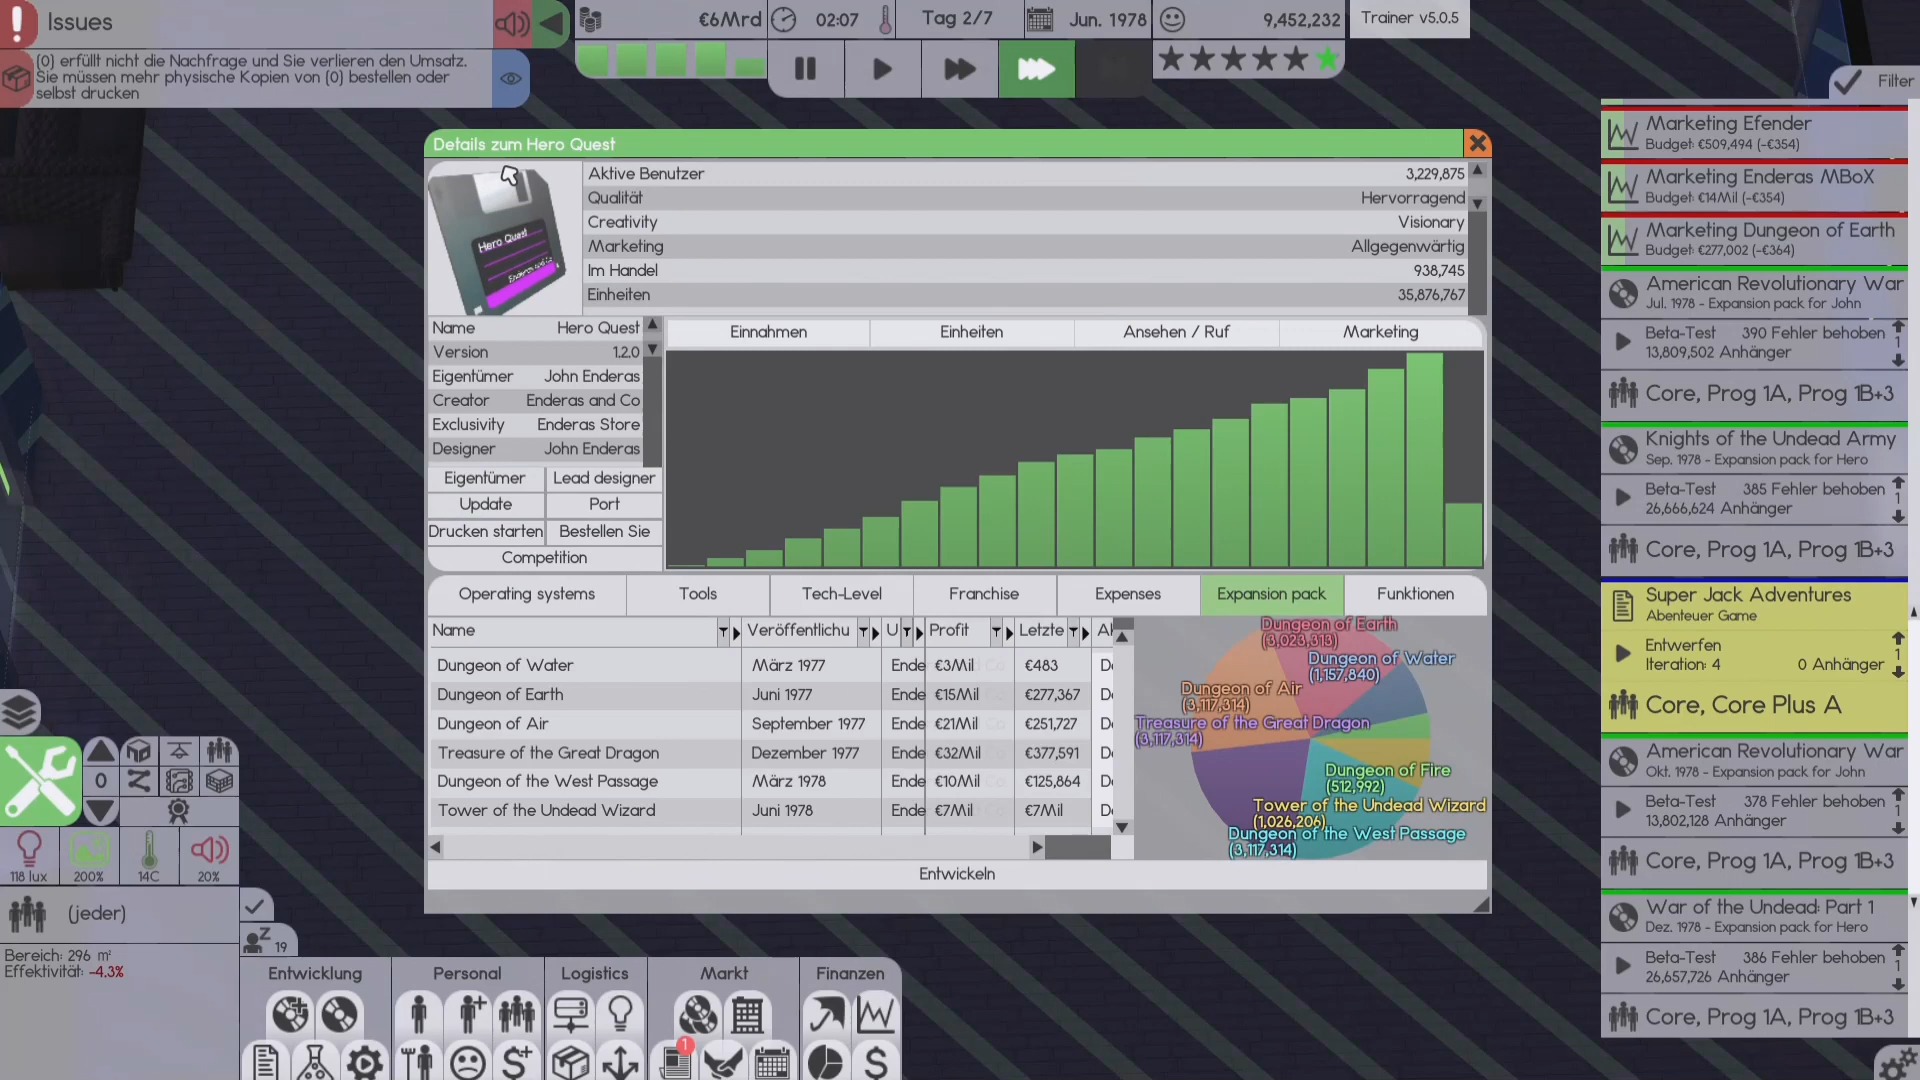 Issues
(0) erfüllt nicht die Nachfrage und Sie verlieren den Umsatz.
Sie müssen mehr physische Kopien von (0) bestellen oder
selbst drucken
€6Mrd
02:07
Tag 2/7
Jun. 1978
9,452,232
Trainer v5.0.5
Filter
Details zum Hero Quest
Hero Quest
Enderas and Co
Aktive Benutzer 3,229,875
Qualität Hervorragend
Creativity Visionary
Marketing Allgegenwärtig
Im Handel 938,745
Einheiten 35,876,767
Name Hero Quest
Version 1.2.0
Eigentümer John Enderas
Creator Enderas and Co
Exclusivity Enderas Store
Designer John Enderas
Eigentümer Lead designer
Update Port
Drucken starten Bestellen Sie
Competition
Einnahmen Einheiten Ansehen / Ruf Marketing
Operating systems Tools Tech-Level Franchise Expenses Expansion pack Funktionen
Name Veröffentlichu U Profit Letzte
Dungeon of Water März 1977 Ende €3Mil €483 De
Dungeon of Earth Juni 1977 Ende €15Mil €277,367 De
Dungeon of Air September 1977 Ende €21Mil €251,727 De
Treasure of the Great Dragon Dezember 1977 Ende €32Mil €377,591 De
Dungeon of the West Passage März 1978 Ende €10Mil €125,864 De
Tower of the Undead Wizard Juni 1978 Ende €7Mil €7Mil De
Dungeon of Earth
(3,023,313)
Dungeon of Water
(1,157,840)
Dungeon of Air
(3,117,314)
Treasure of the Great Dragon
(3,117,314)
Dungeon of Fire
(512,992)
Tower of the Undead Wizard
(1,026,206)
Dungeon of the West Passage
(3,117,314)
Entwickeln
Marketing Efender
Budget: €509,494 (-€354)
Marketing Enderas MBoX
Budget: €14Mil (-€354)
Marketing Dungeon of Earth
Budget: €277,002 (-€364)
American Revolutionary War
Jul. 1978 - Expansion pack for John
Beta-Test 390 Fehler behoben
13,809,502 Anhänger
1
Core, Prog 1A, Prog 1B+3
Knights of the Undead Army
Sep. 1978 - Expansion pack for Hero
Beta-Test 385 Fehler behoben
26,666,624 Anhänger
1
Core, Prog 1A, Prog 1B+3
Super Jack Adventures
Abenteuer Game
Entwerfen
Iteration: 4 0 Anhänger
1
Core, Core Plus A
American Revolutionary War
Okt. 1978 - Expansion pack for John
Beta-Test 378 Fehler behoben
13,802,128 Anhänger
1
Core, Prog 1A, Prog 1B+3
War of the Undead: Part 1
Dez. 1978 - Expansion pack for Hero
Beta-Test 386 Fehler behoben
26,657,726 Anhänger
1
Core, Prog 1A, Prog 1B+3
0
118 lux 200% 14C 20%
(jeder)
Bereich: 296 m²
Effektivität: -4.3%
Z 19
Entwicklung Personal Logistics Markt Finanzen
1